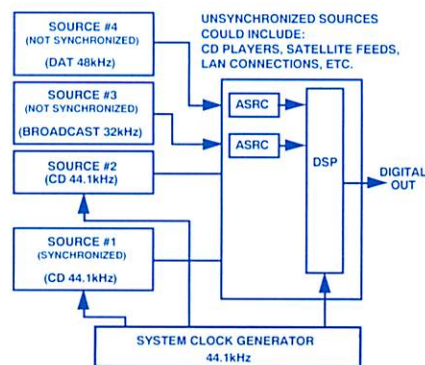 SOURCE #4
(NOT SYNCHRONIZED)
(DAT 48kHz)
UNSYNCHRONIZED SOURCES
COULD INCLUDE:
CD PLAYERS, SATELLITE FEEDS,
LAN CONNECTIONS, ETC.
SOURCE #3
(NOT SYNCHRONIZED)
(BROADCAST 32kHz)
SOURCE #2
(CD 44.1kHz)
SOURCE #1
(SYNCHRONIZED)
(CD 44.1kHz)
ASRC
ASRC
DSP
DIGITAL
OUT
SYSTEM CLOCK GENERATOR
44.1kHz